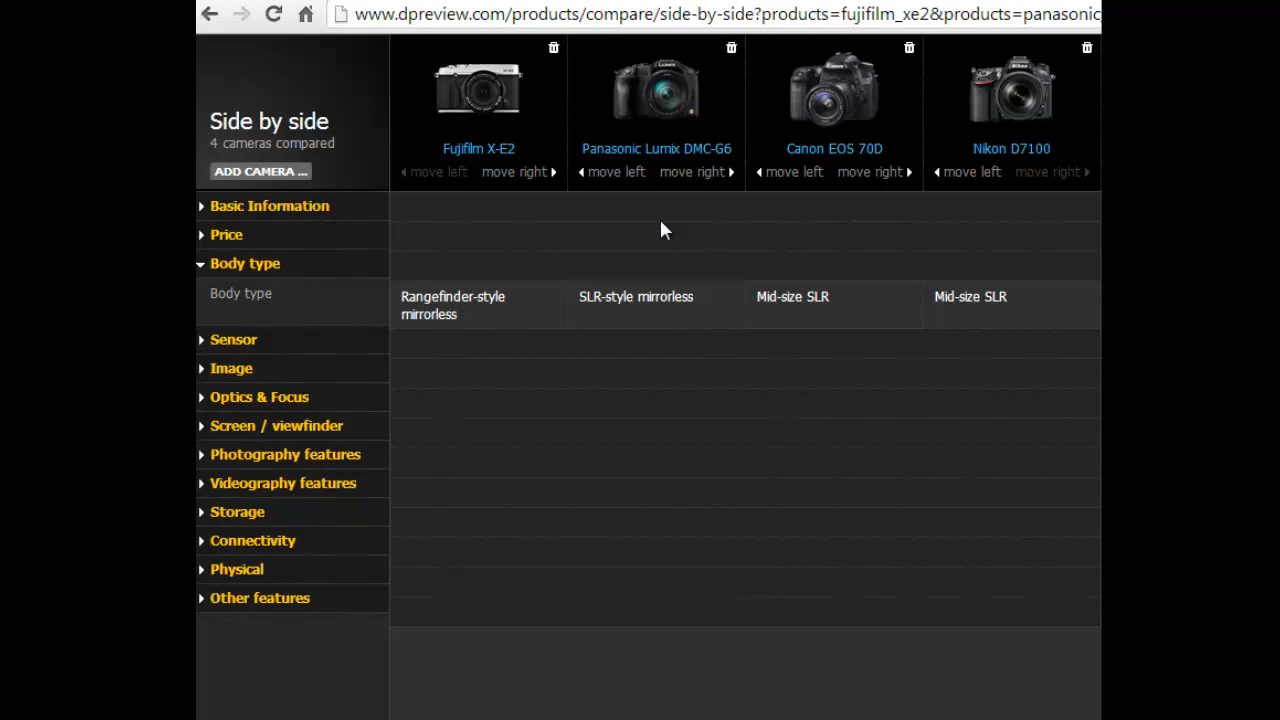 www.dpreview.com/products/compare/side-by-side?products=fujifilm_xe2&products=panasonic_
Side by side
4 cameras compared
ADD CAMERA ...
Fujifilm X-E2
Panasonic Lumix DMC-G6
Canon EOS 70D
Nikon D7100
move left move right
move left move right
move left move right
move left move right
Basic Information
Price
Body type
Body type
Rangefinder-style
mirrorless
SLR-style mirrorless
Mid-size SLR
Mid-size SLR
Sensor
Image
Optics & Focus
Screen / viewfinder
Photography features
Videography features
Storage
Connectivity
Physical
Other features